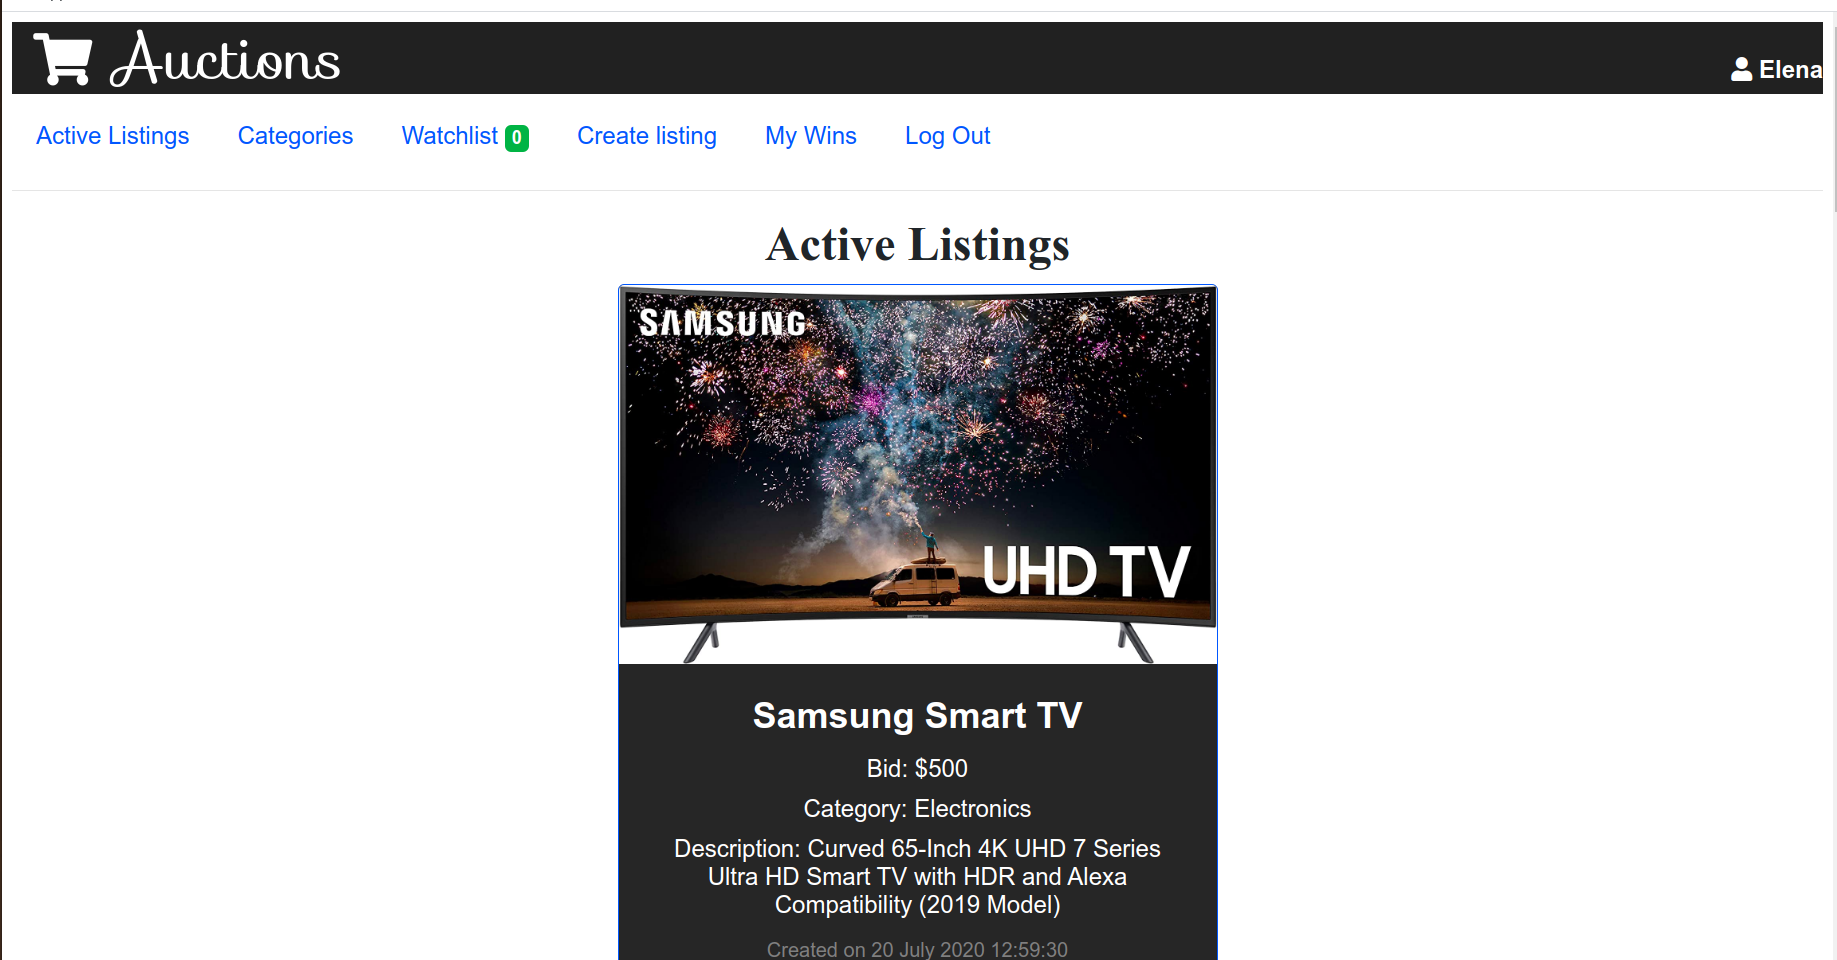 Auctions
Elena
Active Listings Categories Watchlist 0 Create listing My Wins Log Out
Active Listings
SAMSUNG
UHD TV
Samsung Smart TV
Bid: $500
Category: Electronics
Description: Curved 65-Inch 4K UHD 7 Series
Ultra HD Smart TV with HDR and Alexa
Compatibility (2019 Model)
Created on 20 July 2020 12:59:30